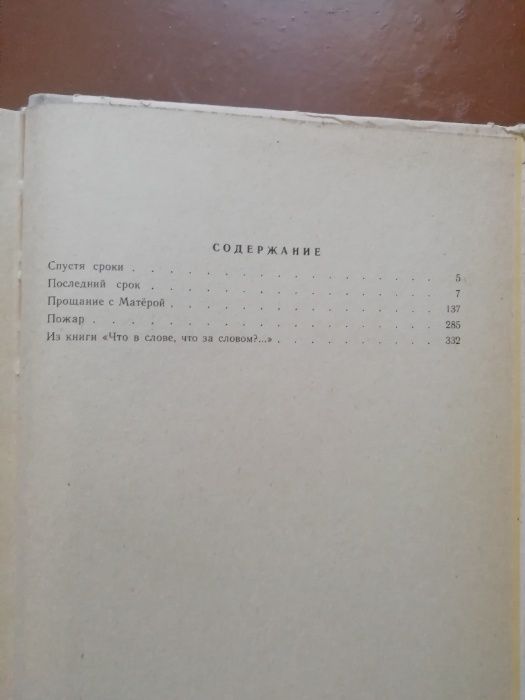 СОДЕРЖАНИЕ
Спустя сроки . . . . . . . . . . . . . . . . . 5
Последний срок . . . . . . . . . . . . . . . . 7
Прощание с Матёрой . . . . . . . . . . . . . . 137
Пожар . . . . . . . . . . . . . . . . . . . 285
Из книги «Что в слове, что за словом?...» . . . . . . . . . 332